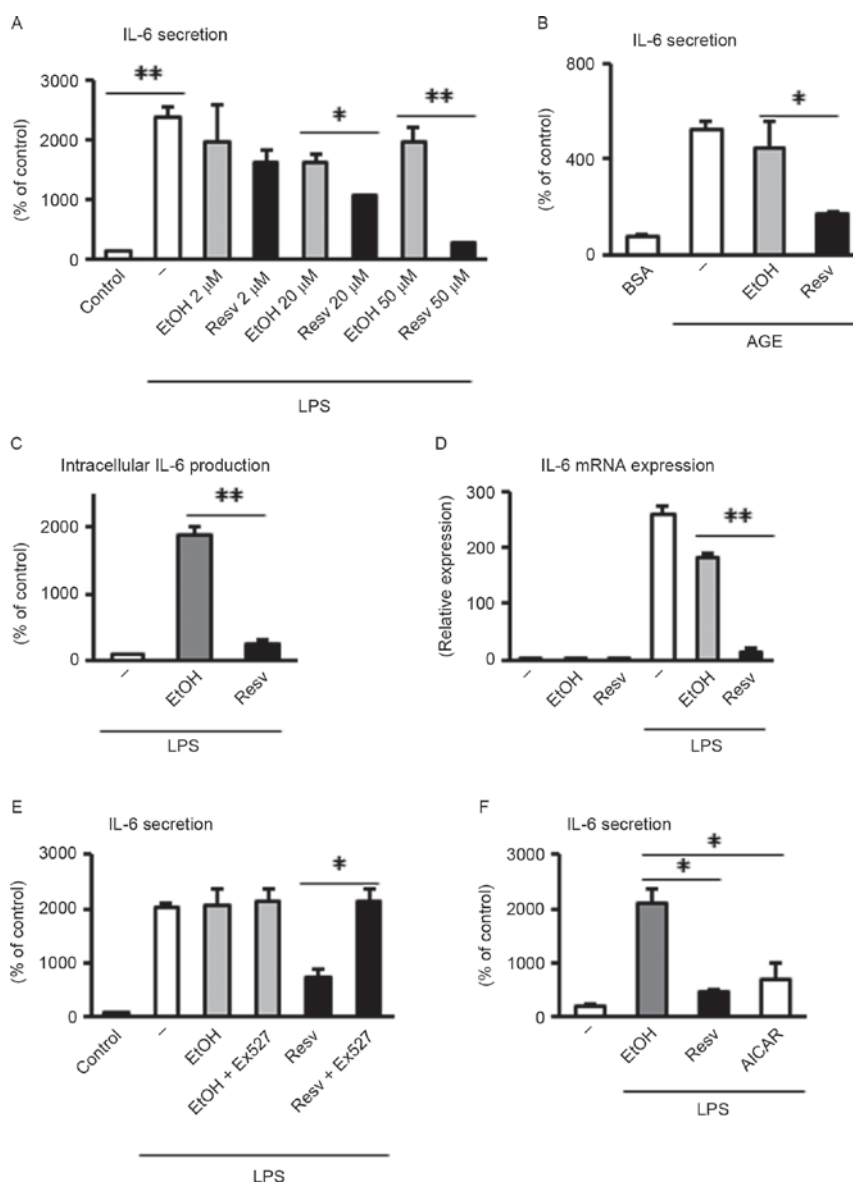 A
IL-6 secretion
**
*
**
3000
2000
1000
0
(% of control)
Control
–
EtOH 2 µM
Resv 2 µM
EtOH 20 µM
Resv 20 µM
EtOH 50 µM
Resv 50 µM
LPS
B
IL-6 secretion
*
800
400
0
(% of control)
BSA
–
EtOH
Resv
AGE
C
Intracellular IL-6 production
**
2000
1000
0
(% of control)
–
EtOH
Resv
LPS
D
IL-6 mRNA expression
**
300
200
100
0
(Relative expression)
–
EtOH
Resv
–
EtOH
Resv
LPS
E
IL-6 secretion
*
3000
2000
1000
0
(% of control)
Control
–
EtOH
EtOH + Ex527
Resv
Resv + Ex527
LPS
F
IL-6 secretion
*
*
3000
2000
1000
0
(% of control)
–
EtOH
Resv
AICAR
LPS